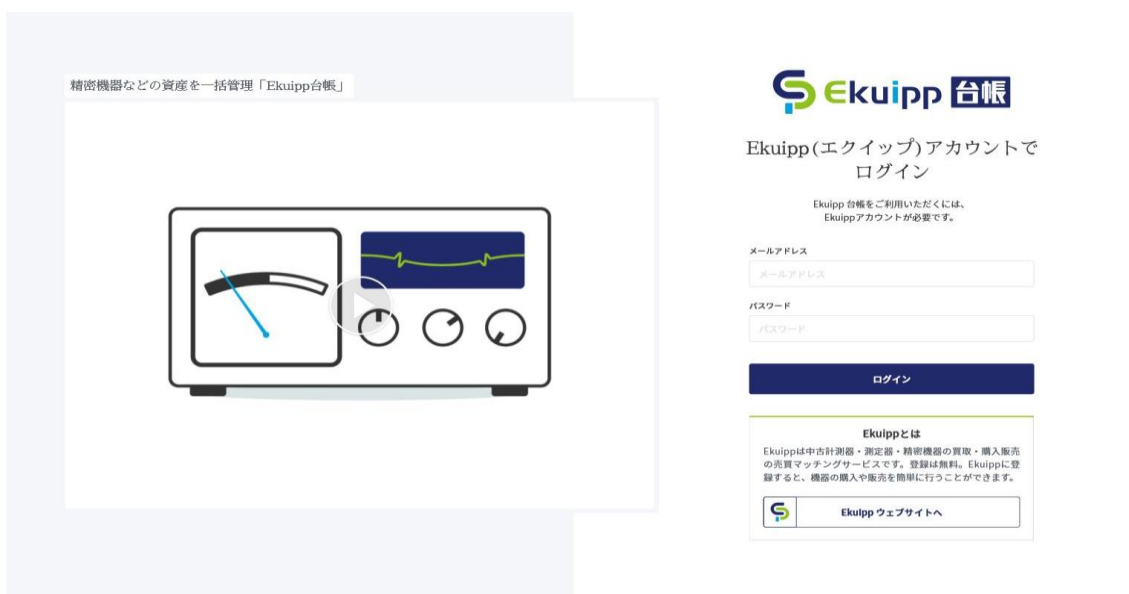 精密機器などの資産を一括管理「Ekuipp台帳」
Ekuipp 台帳
Ekuipp(エクイップ)アカウントで
ログイン
Ekuipp 台帳をご利用いただくには、
Ekuippアカウントが必要です。
メールアドレス
メールアドレス
パスワード
パスワード
ログイン
Ekuippとは
Ekuippは中古計測器・測定器・精密機器の買取・購入販売
の売買マッチングサービスです。登録は無料。Ekuippに登
録すると、機器の購入や販売を簡単に行うことができます。
Ekuipp ウェブサイトへ